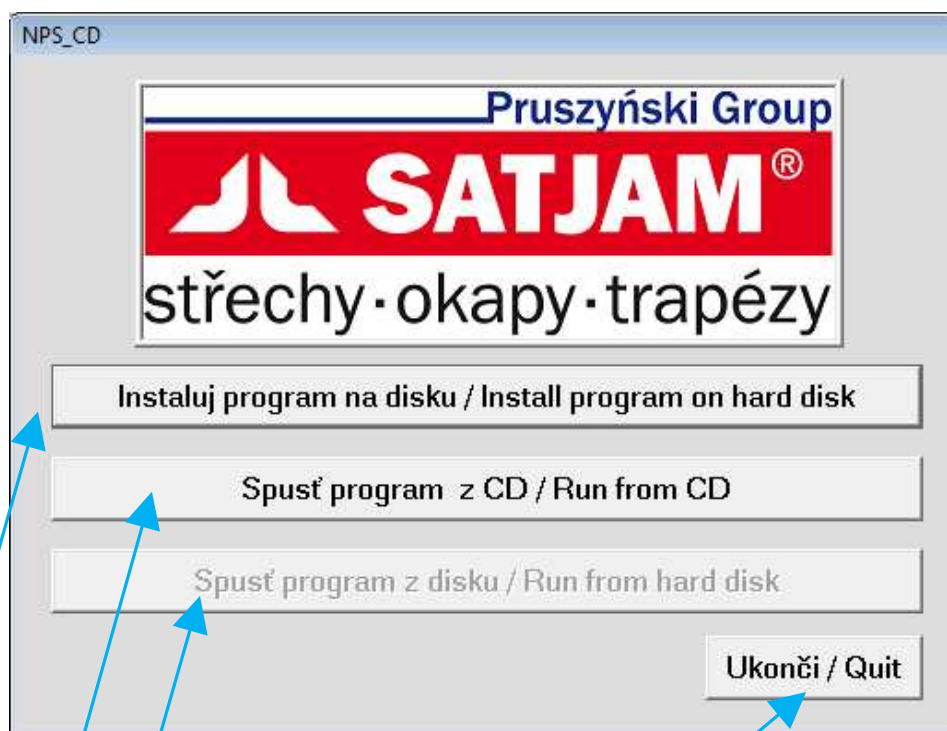 NPS_CD
Pruszyński Group
SATJAM®
střechy·okapy·trapézy
Instaluj program na disku / Install program on hard disk
Spusť program z CD / Run from CD
Spusť program z disku / Run from hard disk
Ukonči / Quit